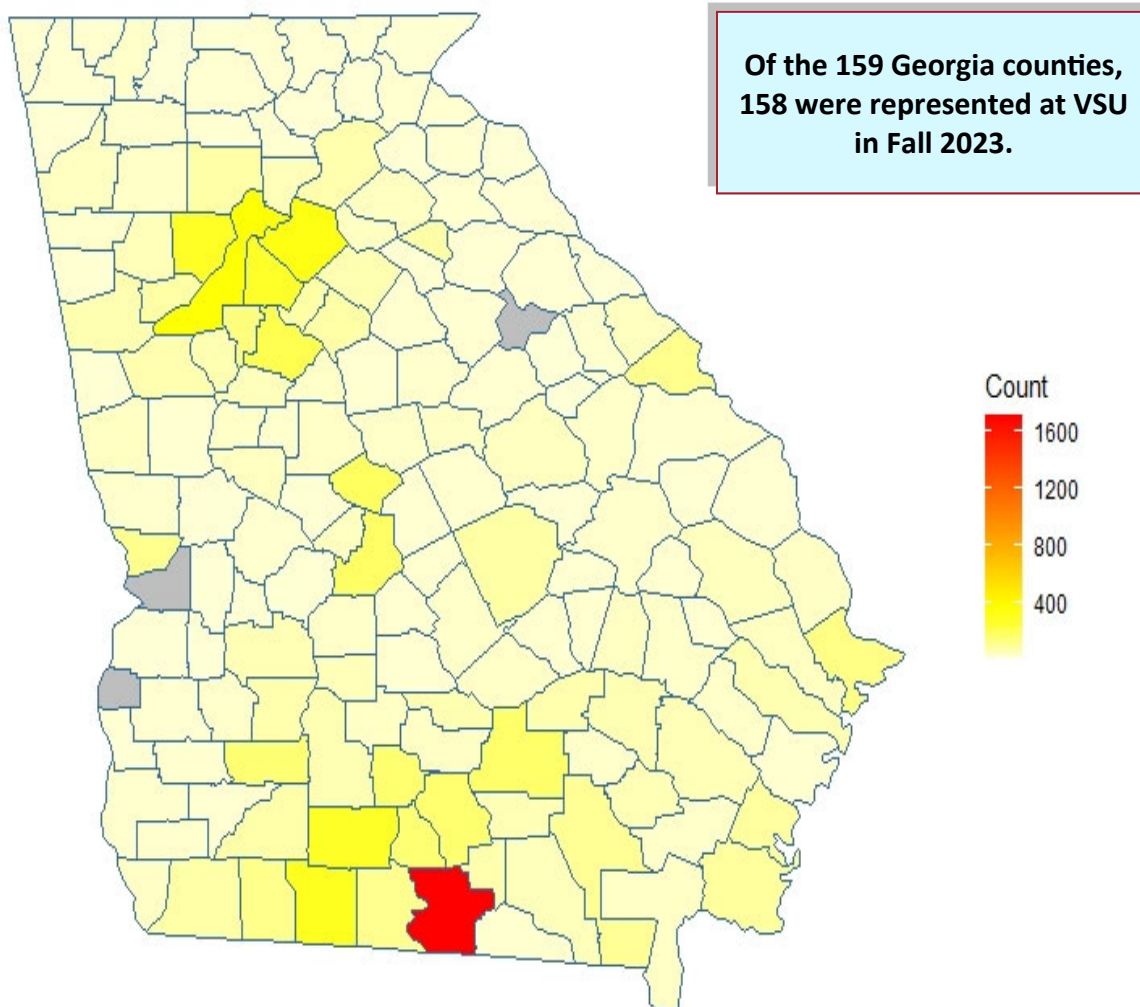 Of the 159 Georgia counties,
158 were represented at VSU
in Fall 2023.
Count
1600
1200
800
400